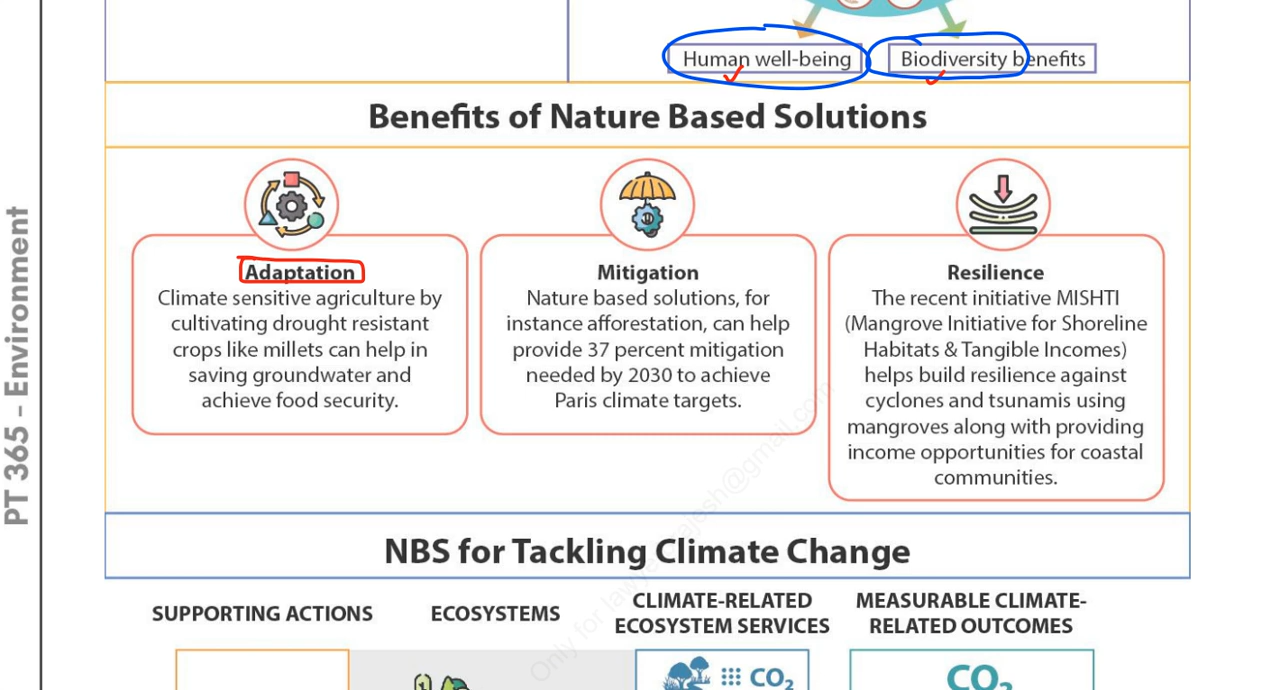 Human well-being
Biodiversity benefits
Benefits of Nature Based Solutions
Adaptation
Climate sensitive agriculture by
cultivating drought resistant
crops like millets can help in
saving groundwater and
achieve food security.
Mitigation
Nature based solutions, for
instance afforestation, can help
provide 37 percent mitigation
needed by 2030 to achieve
Paris climate targets.
Resilience
The recent initiative MISHTI
(Mangrove Initiative for Shoreline
Habitats & Tangible Incomes)
helps build resilience against
cyclones and tsunamis using
mangroves along with providing
income opportunities for coastal
communities.
NBS for Tackling Climate Change
SUPPORTING ACTIONS
ECOSYSTEMS
CLIMATE-RELATED
ECOSYSTEM SERVICES
MEASURABLE CLIMATE-
RELATED OUTCOMES
CO₂
CO₂
PT 365 - Environment
Only for